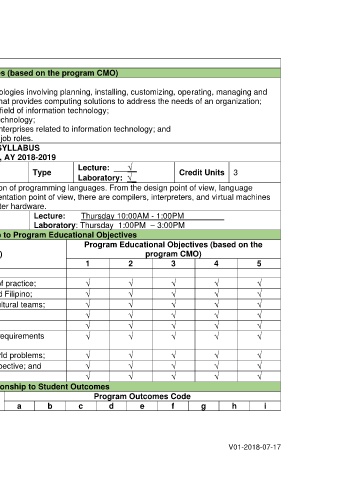 es (based on the program CMO)
ologies involving planning, installing, customizing, operating, managing and
hat provides computing solutions to address the needs of an organization;
field of information technology;
chnology;
nterprises related to information technology; and
job roles.
SYLLABUS
, AY 2018-2019
Type Lecture: √ Laboratory: √ Credit Units 3
on of programming languages. From the design point of view, language
entation point of view, there are compilers, interpreters, and virtual machines
ter hardware.
Lecture: Thursday 10:00AM - 1:00PM
Laboratory: Thursday 1:00PM – 3:00PM
p to Program Educational Objectives
) Program Educational Objectives (based on the
program CMO)
1 2 3 4 5
f practice; √ √ √ √ √
d Filipino; √ √ √ √ √
ltural teams; √ √ √ √ √
√ √ √ √ √
requirements √ √ √ √ √
rld problems; √ √ √ √ √
pective; and √ √ √ √ √
√ √ √ √ √
onship to Student Outcomes
Program Outcomes Code
a b c d e f g h i
V01-2018-07-17